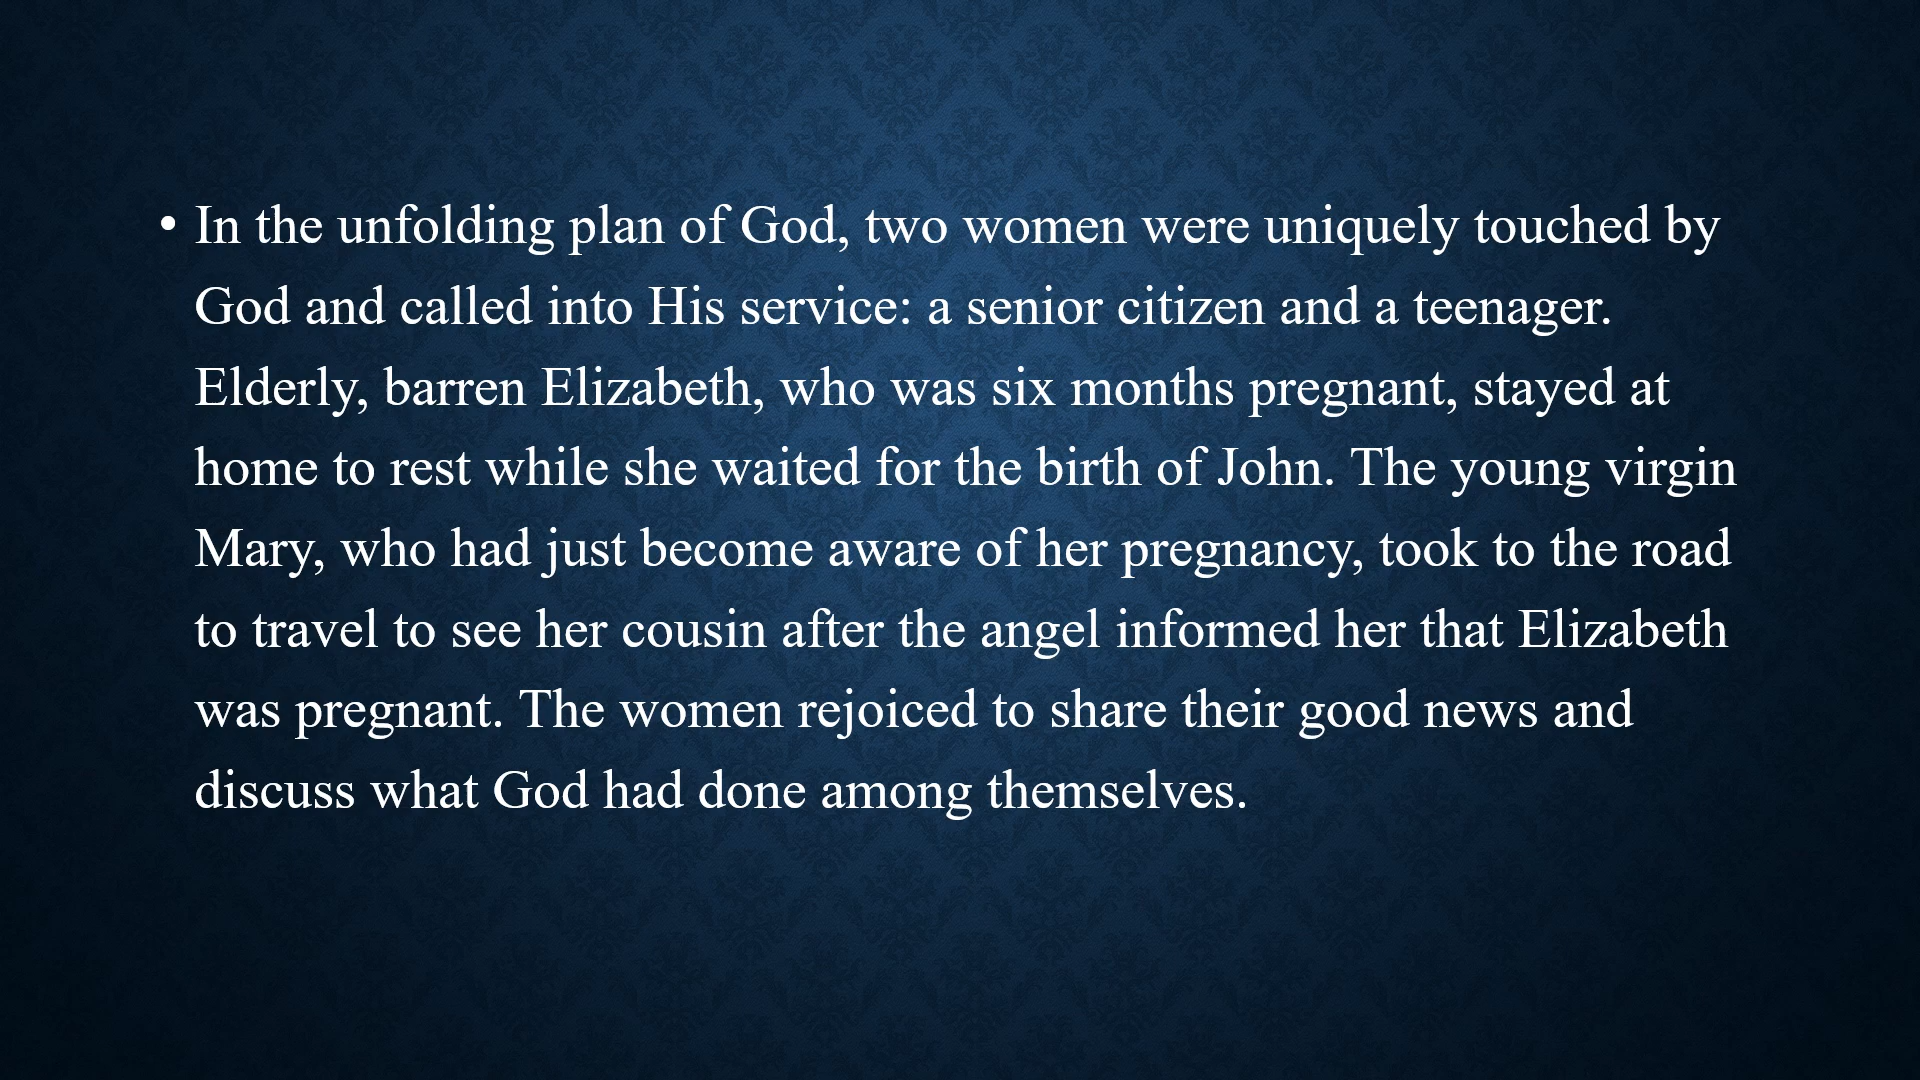 • In the unfolding plan of God, two women were uniquely touched by
God and called into His service: a senior citizen and a teenager.
Elderly, barren Elizabeth, who was six months pregnant, stayed at
home to rest while she waited for the birth of John. The young virgin
Mary, who had just become aware of her pregnancy, took to the road
to travel to see her cousin after the angel informed her that Elizabeth
was pregnant. The women rejoiced to share their good news and
discuss what God had done among themselves.